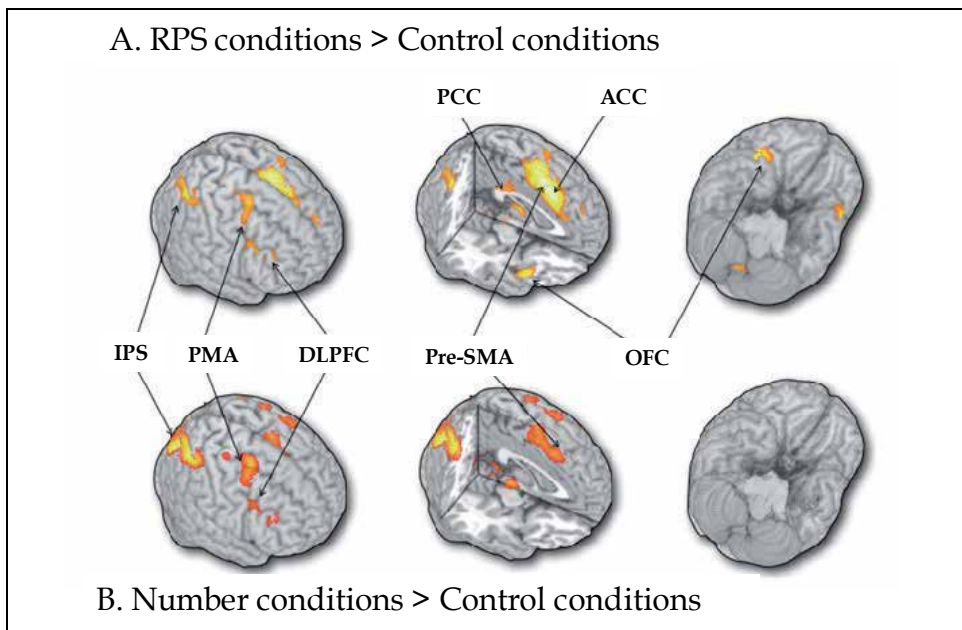 A. RPS conditions > Control conditions
PCC ACC
IPS PMA DLPFC Pre-SMA OFC
B. Number conditions > Control conditions